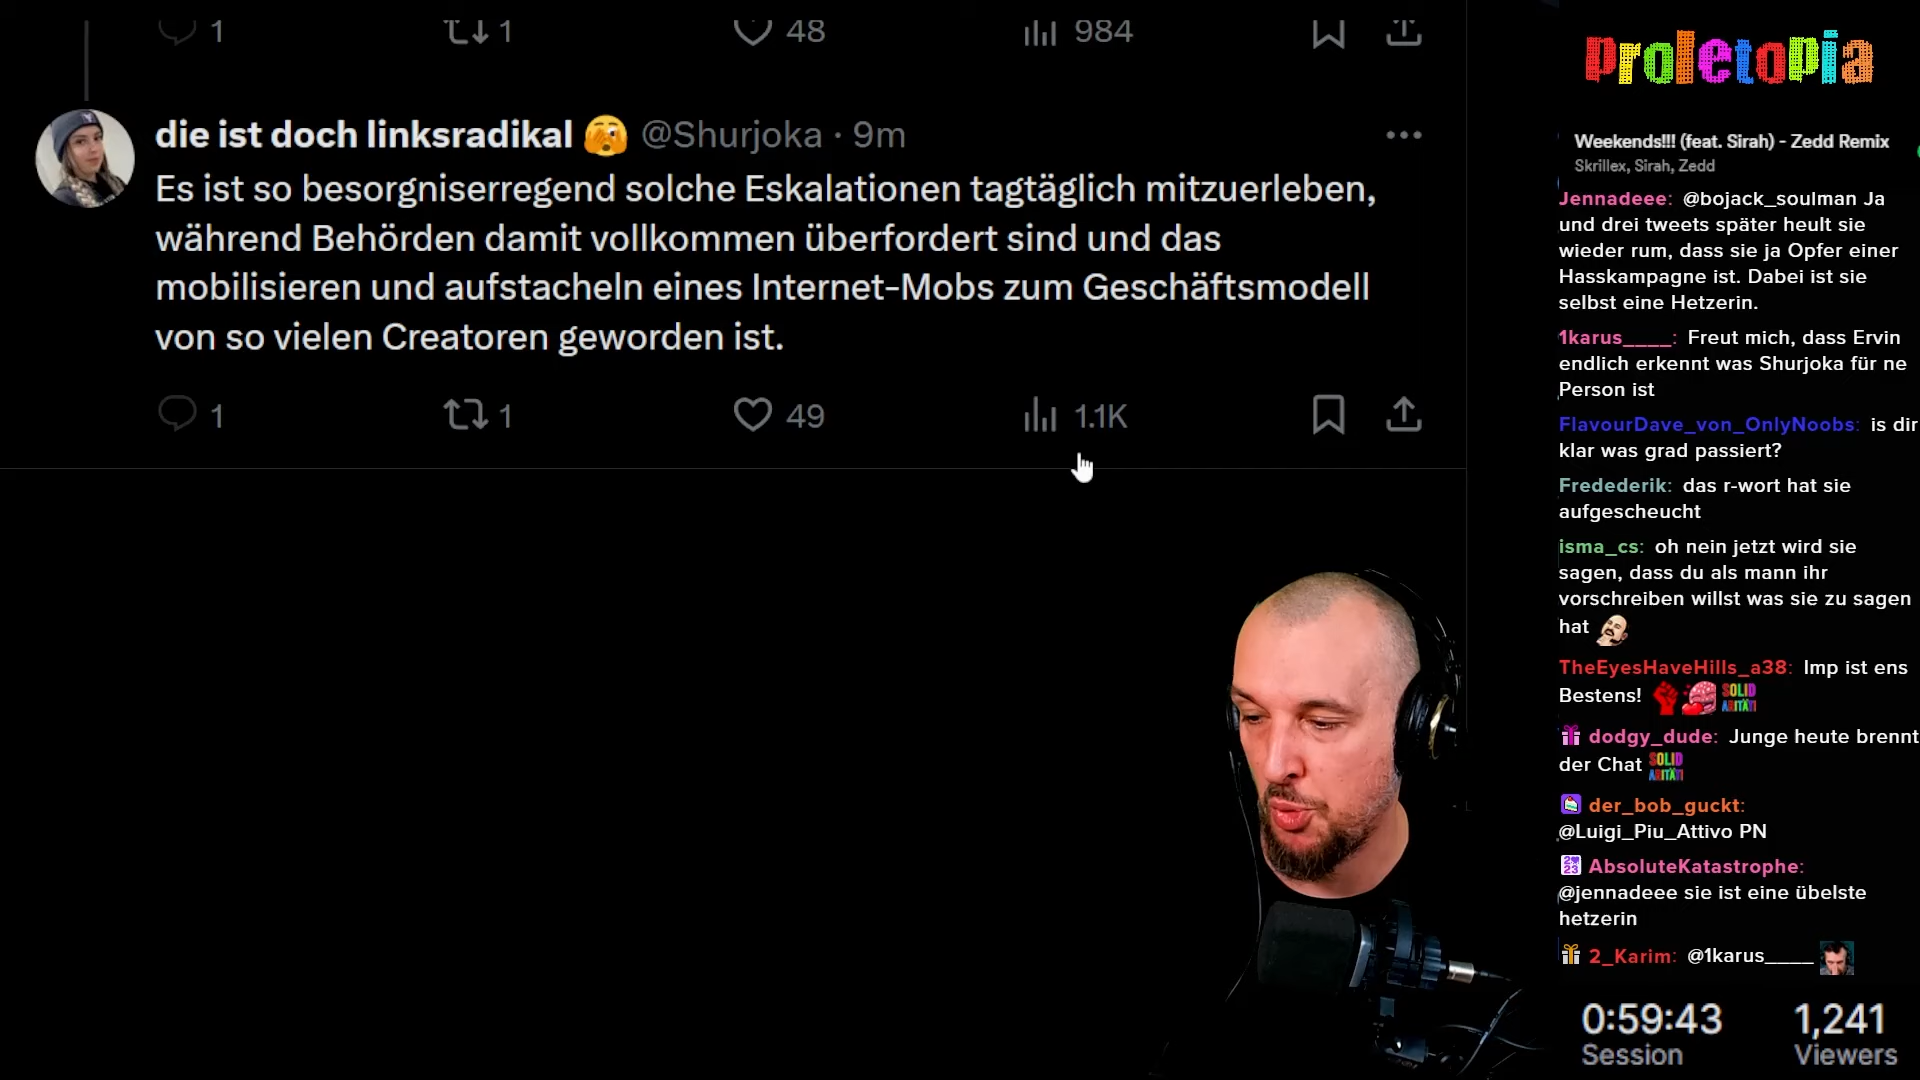 1 1 48 984
die ist doch linksradikal 🫣 @Shurjoka · 9m
Es ist so besorgniserregend solche Eskalationen tagtäglich mitzuerleben,
während Behörden damit vollkommen überfordert sind und das
mobilisieren und aufstacheln eines Internet-Mobs zum Geschäftsmodell
von so vielen Creatoren geworden ist.
1 1 49 1.1K
Proletopia
Weekends!!! (feat. Sirah) - Zedd Remix
Skrillex, Sirah, Zedd
Jennadeee: @bojack_soulman Ja
und drei tweets später heult sie
wieder rum, dass sie ja Opfer einer
Hasskampagne ist. Dabei ist sie
selbst eine Hetzerin.
1karus____: Freut mich, dass Ervin
endlich erkennt was Shurjoka für ne
Person ist
FlavourDave_von_OnlyNoobs: is dir
klar was grad passiert?
Fredederik: das r-wort hat sie
aufgescheucht
isma_cs: oh nein jetzt wird sie
sagen, dass du als mann ihr
vorschreiben willst was sie zu sagen
hat
TheEyesHaveHills_a38: Imp ist ens
Bestens! SOLIDARITÄT!
dodgy_dude: Junge heute brennt
der Chat SOLIDARITÄT!
der_bob_guckt:
@Luigi_Piu_Attivo PN
AbsoluteKatastrophe:
@jennadeee sie ist eine übelste
hetzerin
2_Karim: @1karus____
0:59:43 1,241
Session Viewers